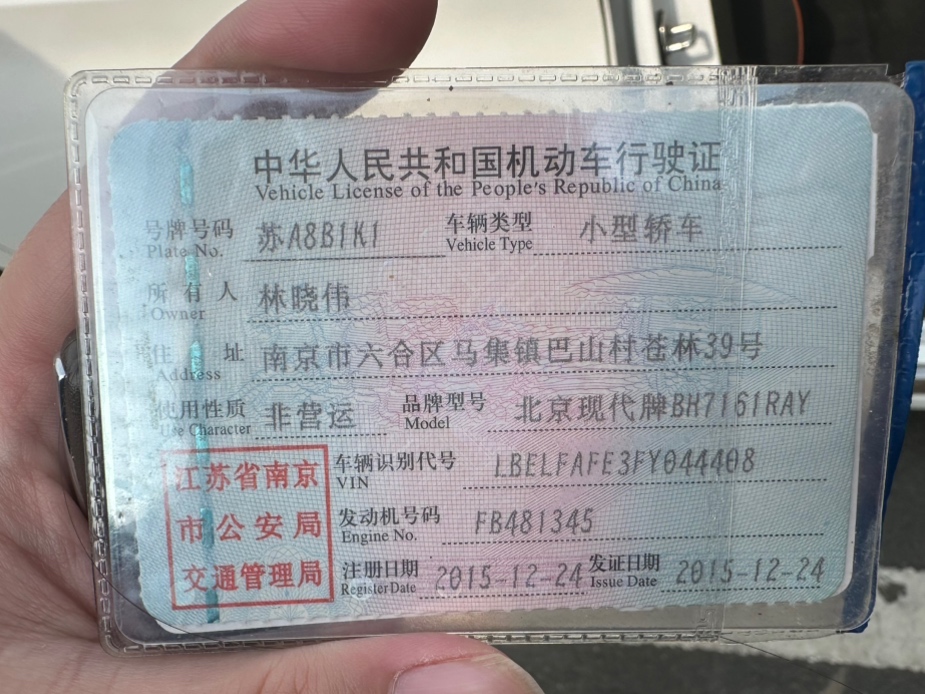 中华人民共和国机动车行驶证
Vehicle License of the People's Republic of China
号牌号码 苏A8B1K1 车辆类型 小型轿车
Plate No. Vehicle Type
所有人 林晓伟
Owner
住址 南京市六合区马集镇巴山村苍林39号
Address
使用性质 非营运 品牌型号 北京现代牌BH7161RAY
Use Character Model
江苏省南京 车辆识别代号 LBELFAFE3FY044408
VIN
市公安局 发动机号码 FB481345
Engine No.
交通管理局 注册日期 2015-12-24 发证日期 2015-12-24
Register Date Issue Date